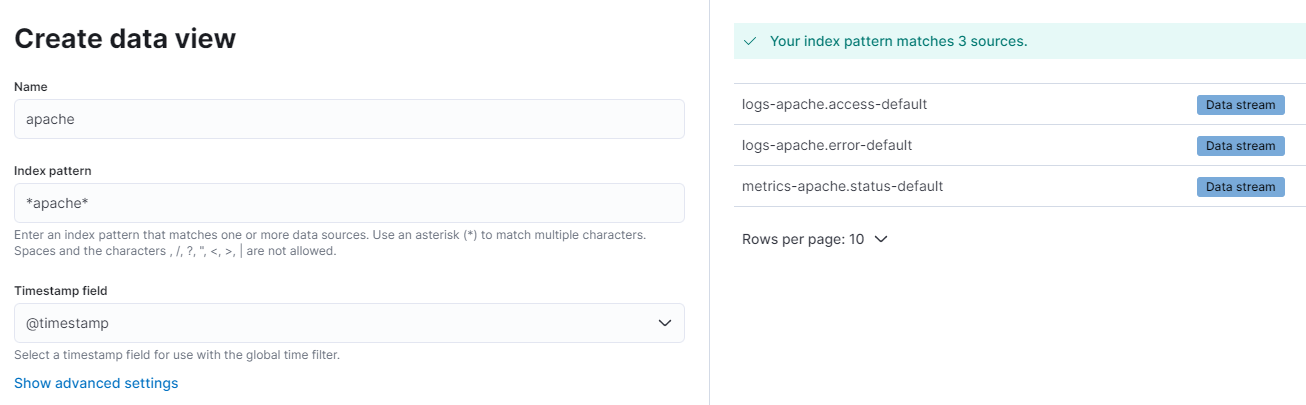 Create data view
Name
apache
Index pattern
*apache*
Enter an index pattern that matches one or more data sources. Use an asterisk (*) to match multiple characters.
Spaces and the characters , /, ?, ", <, >, | are not allowed.
Timestamp field
@timestamp
Select a timestamp field for use with the global time filter.
Show advanced settings
Your index pattern matches 3 sources.
logs-apache.access-default Data stream
logs-apache.error-default Data stream
metrics-apache.status-default Data stream
Rows per page: 10